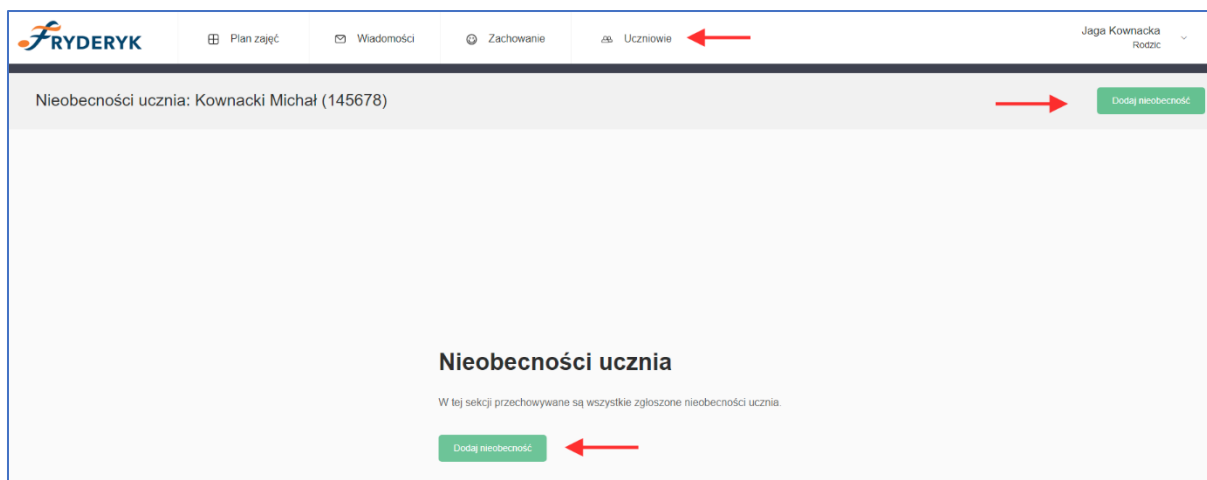 FRYDERYK
Plan zajęć
Wiadomości
Zachowanie
Uczniowie
Jaga Kownacka
Rodzic
Nieobecności ucznia: Kownacki Michał (145678)
Dodaj nieobecność
Nieobecności ucznia
W tej sekcji przechowywane są wszystkie zgłoszone nieobecności ucznia.
Dodaj nieobecność